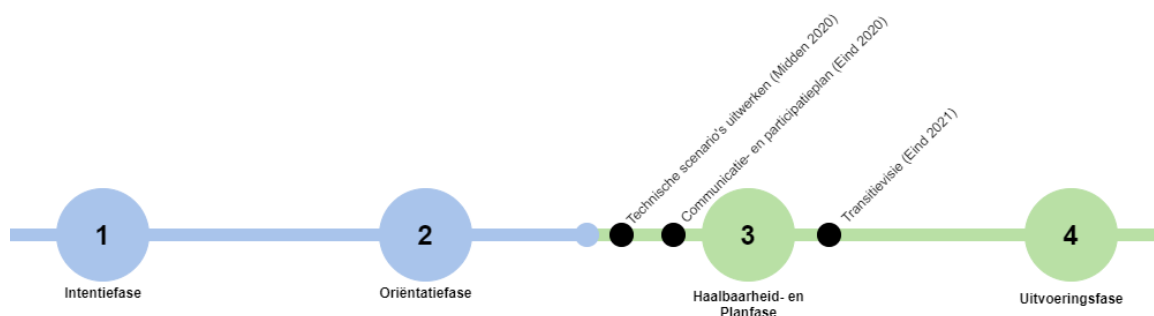 Technische scenario's uitwerken (Midden 2020)
Communicatie- en participatieplan (Eind 2020)
Transitievisie (Eind 2021)
1
2
3
4
Intentiefase
Oriëntatiefase
Haalbaarheid- en
Planfase
Uitvoeringsfase